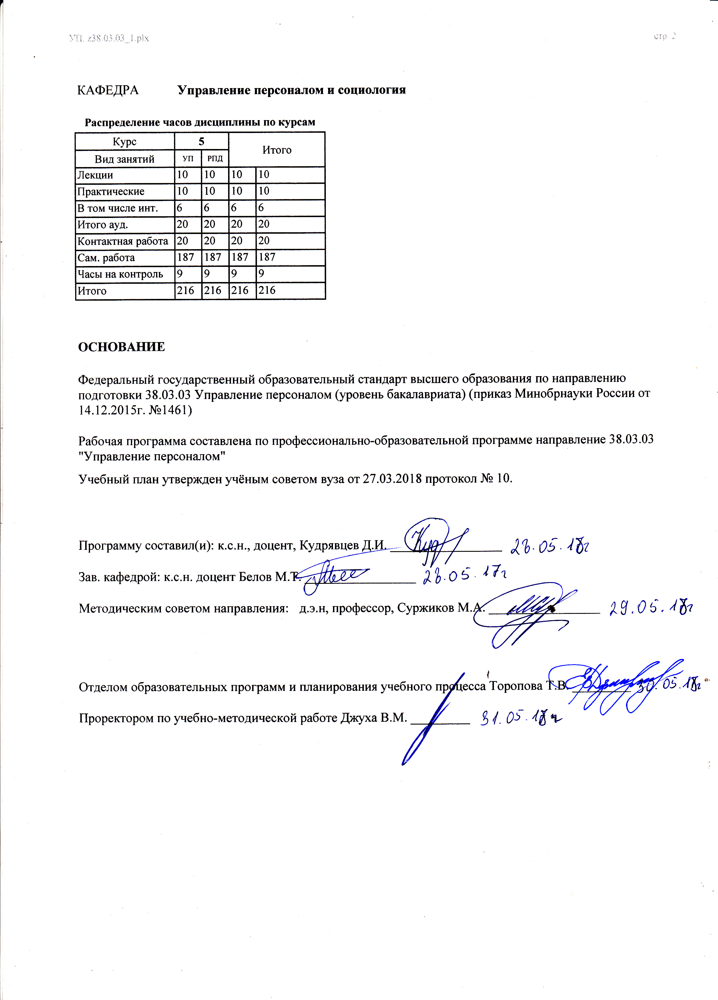 УП: z38.03.03_1.plx
стр. 2
КАФЕДРА Управление персоналом и социология
Распределение часов дисциплины по курсам
Курс 5 Итого
Вид занятий УП РПД
Лекции 10 10 10 10
Практические 10 10 10 10
В том числе инт. 6 6 6 6
Итого ауд. 20 20 20 20
Контактная работа 20 20 20 20
Сам. работа 187 187 187 187
Часы на контроль 9 9 9 9
Итого 216 216 216 216
ОСНОВАНИЕ
Федеральный государственный образовательный стандарт высшего образования по направлению
подготовки 38.03.03 Управление персоналом (уровень бакалавриата) (приказ Минобрнауки России от
14.12.2015г. №1461)
Рабочая программа составлена по профессионально-образовательной программе направление 38.03.03
"Управление персоналом"
Учебный план утвержден учёным советом вуза от 27.03.2018 протокол № 10.
Программу составил(и): к.с.н., доцент, Кудрявцев Д.И. 28.05.18г
Зав. кафедрой: к.с.н. доцент Белов М.Т. 28.05.17г
Методическим советом направления: д.э.н, профессор, Суржиков М.А. 29.05.18г
Отделом образовательных программ и планирования учебного процесса Торопова Т.В. 30.05.18г
Проректором по учебно-методической работе Джуха В.М. 31.05.18г